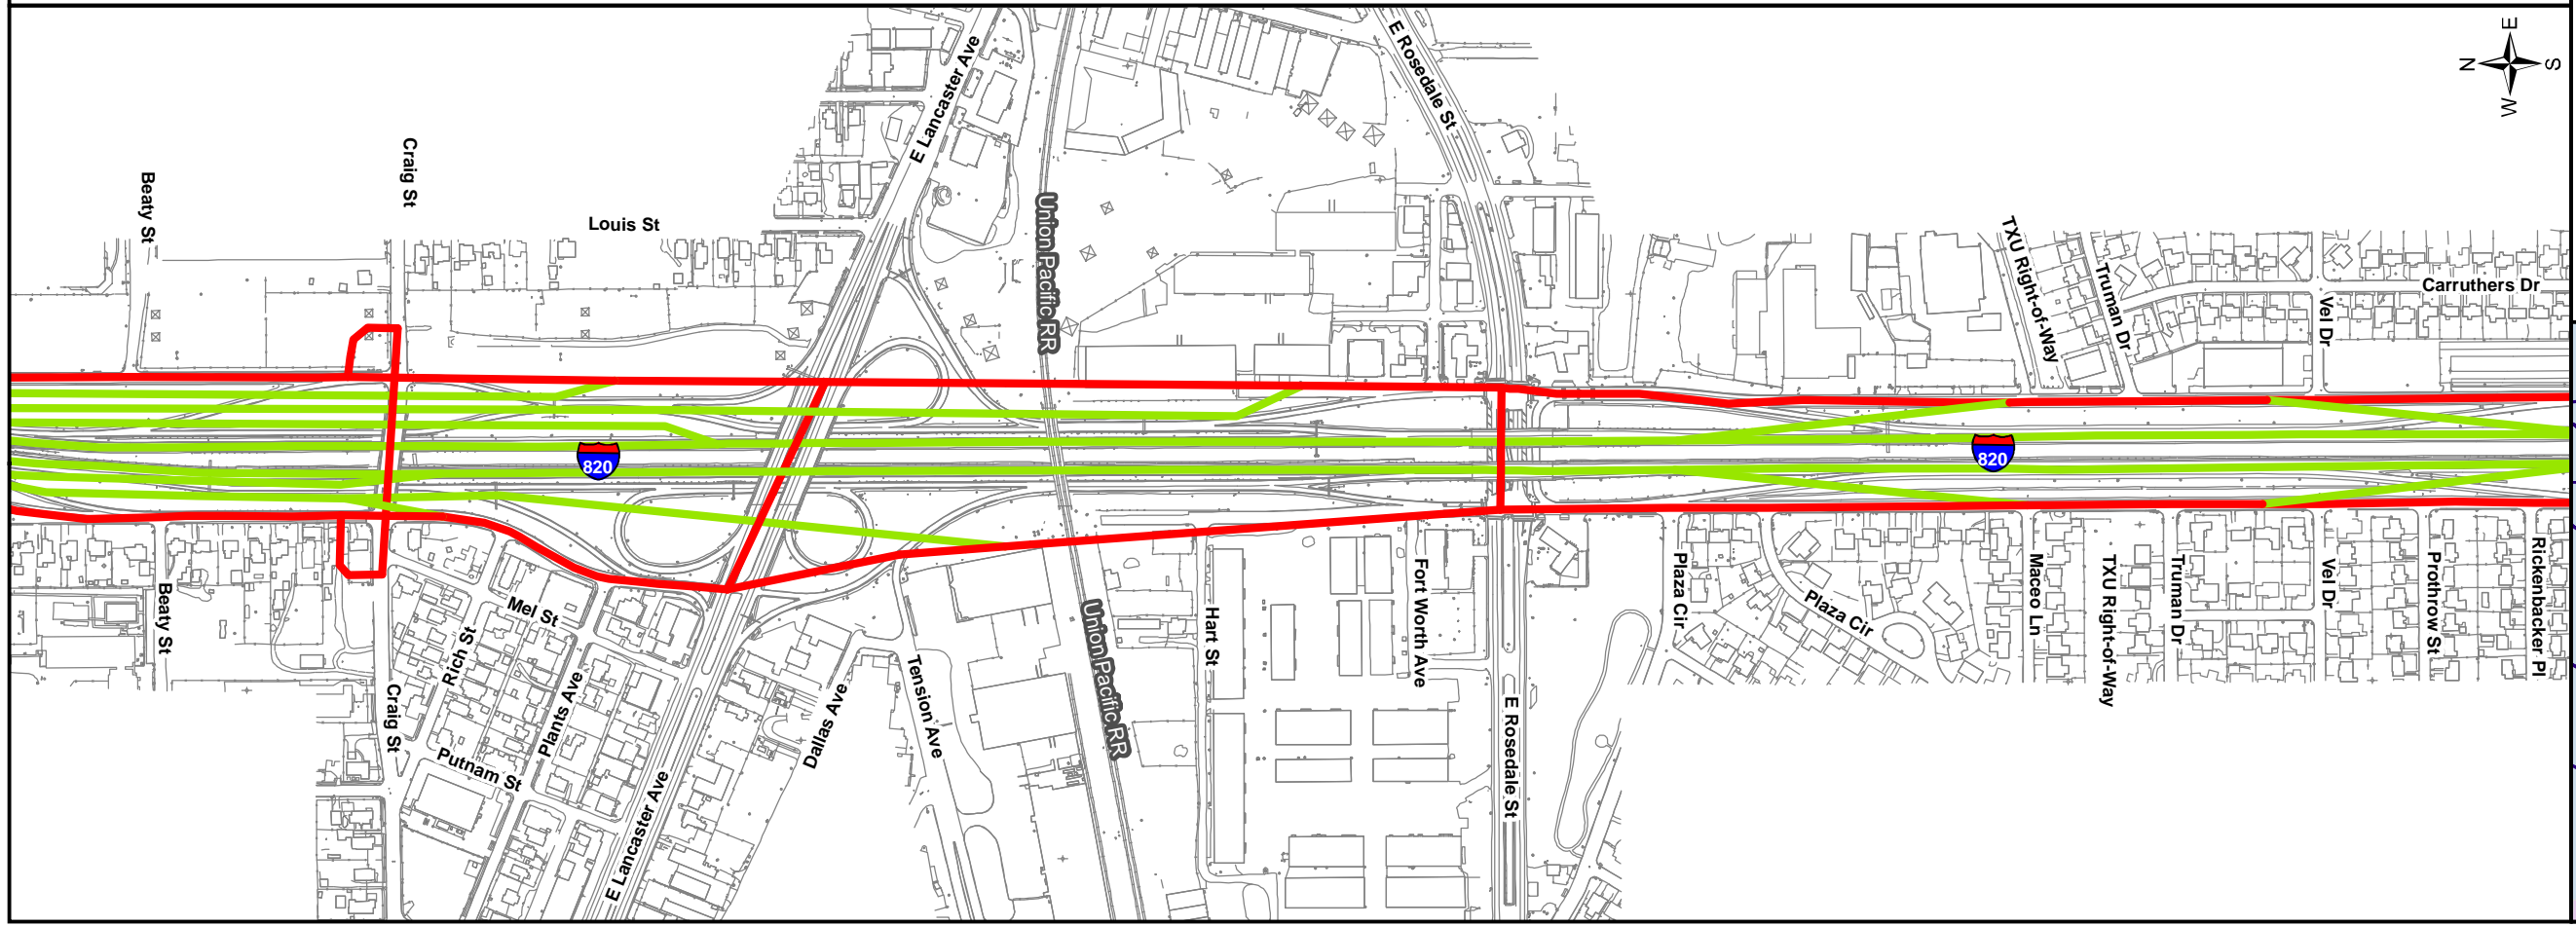 E
N
S
W
E Lancaster Ave
E Rosedale St
Craig St
Beaty St
Louis St
Union Pacific RR
TXU Right-of-Way
Truman Dr
Vel Dr
Carruthers Dr
820
820
Beaty St
Craig St
Rich St
Mel St
Plants Ave
Putnam St
E Lancaster Ave
Dallas Ave
Tension Ave
Union Pacific RR
Hart St
Fort Worth Ave
E Rosedale St
Plaza Cir
Plaza Cir
Maceo Ln
TXU Right-of-Way
Truman Dr
Vel Dr
Prothrow St
Rickenbacker Pl